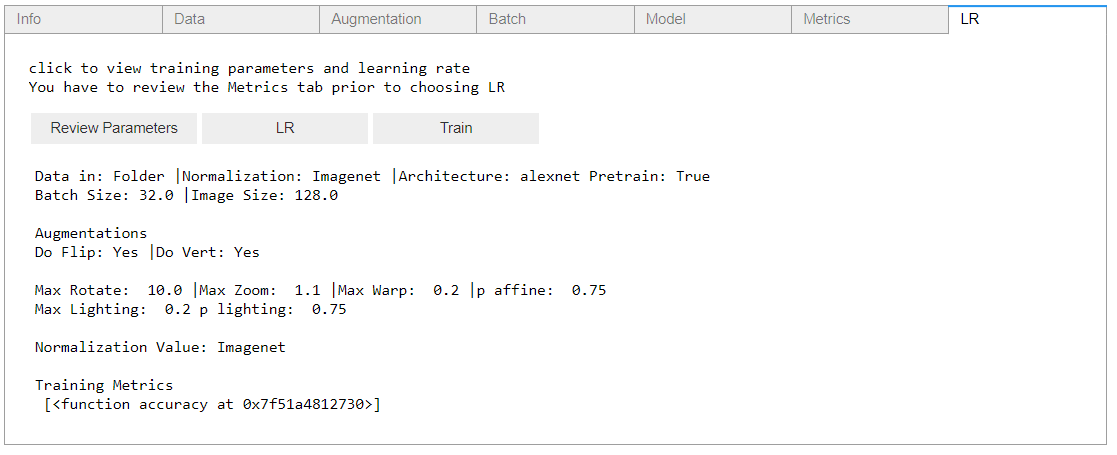 Info Data Augmentation Batch Model Metrics LR
click to view training parameters and learning rate
You have to review the Metrics tab prior to choosing LR
Review Parameters LR Train
Data in: Folder |Normalization: Imagenet |Architecture: alexnet Pretrain: True
Batch Size: 32.0 |Image Size: 128.0
Augmentations
Do Flip: Yes |Do Vert: Yes
Max Rotate:  10.0 |Max Zoom:  1.1 |Max Warp:  0.2 |p affine:  0.75
Max Lighting:  0.2 p lighting:  0.75
Normalization Value: Imagenet
Training Metrics
[<function accuracy at 0x7f51a4812730>]